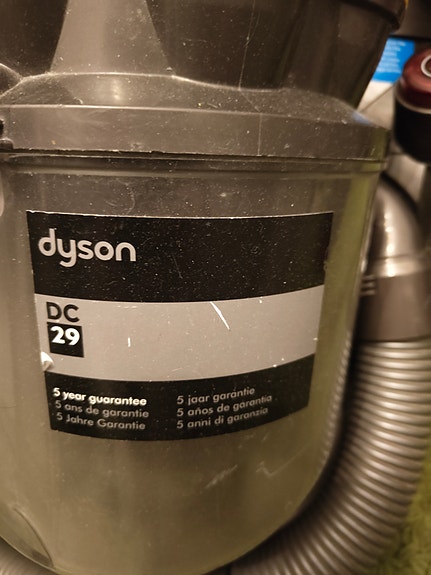 dyson
DC
29
5 year guarantee
5 ans de garantie
5 Jahre Garantie
5 jaar garantie
5 años de garantia
5 anni di garanzia